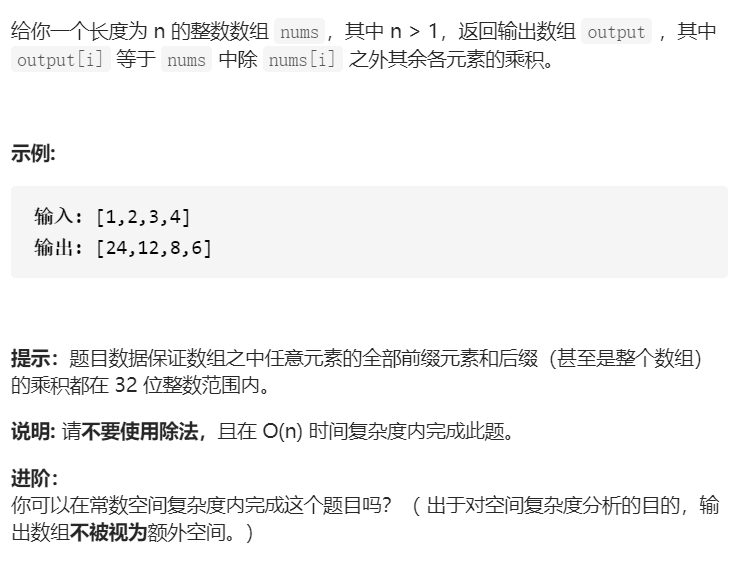 给你一个长度为 n 的整数数组 nums，其中 n > 1，返回输出数组 output ，其中
output[i] 等于 nums 中除 nums[i] 之外其余各元素的乘积。
示例:
输入: [1,2,3,4]
输出: [24,12,8,6]
提示：题目数据保证数组之中任意元素的全部前缀元素和后缀（甚至是整个数组）
的乘积都在 32 位整数范围内。
说明: 请不要使用除法，且在 O(n) 时间复杂度内完成此题。
进阶：
你可以在常数空间复杂度内完成这个题目吗？（ 出于对空间复杂度分析的目的，输
出数组不被视为额外空间。）